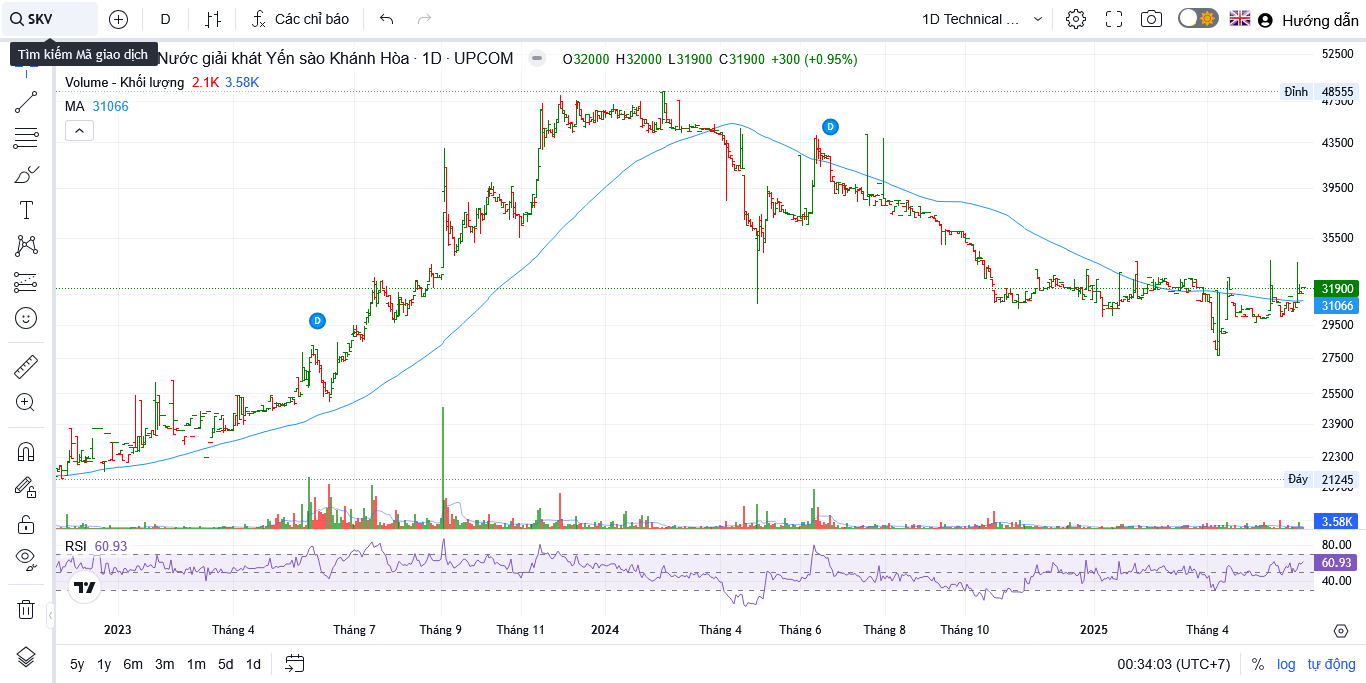 SKV
D
Các chỉ báo
1D Technical ...
Hướng dẫn
Tìm kiếm Mã giao dịch
Nước giải khát Yến sào Khánh Hòa · 1D · UPCOM
O32000 H32000 L31900 C31900 +300 (+0.95%)
Volume - Khối lượng 2.1K 3.58K
MA 31066
52500
Đỉnh 48555
47500
43500
39500
35500
31900
31066
29500
27500
25500
23900
22300
Đáy 21245
3.58K
D
D
RSI 60.93
80.00
60.93
40.00
2023
Tháng 4
Tháng 7
Tháng 9
Tháng 11
2024
Tháng 4
Tháng 6
Tháng 8
Tháng 10
2025
Tháng 4
5y 1y 6m 3m 1m 5d 1d
00:34:03 (UTC+7)
% log tự động